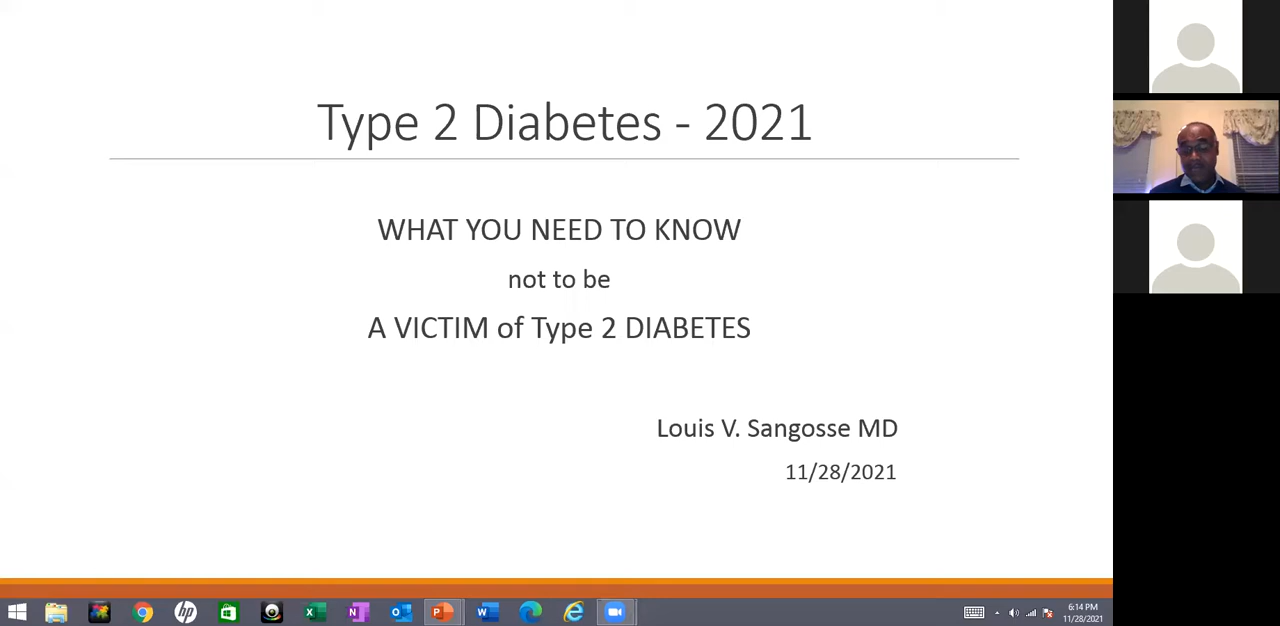 Type 2 Diabetes - 2021
WHAT YOU NEED TO KNOW
not to be
A VICTIM of Type 2 DIABETES
Louis V. Sangosse MD
11/28/2021
hp
6:14 PM
11/28/2021